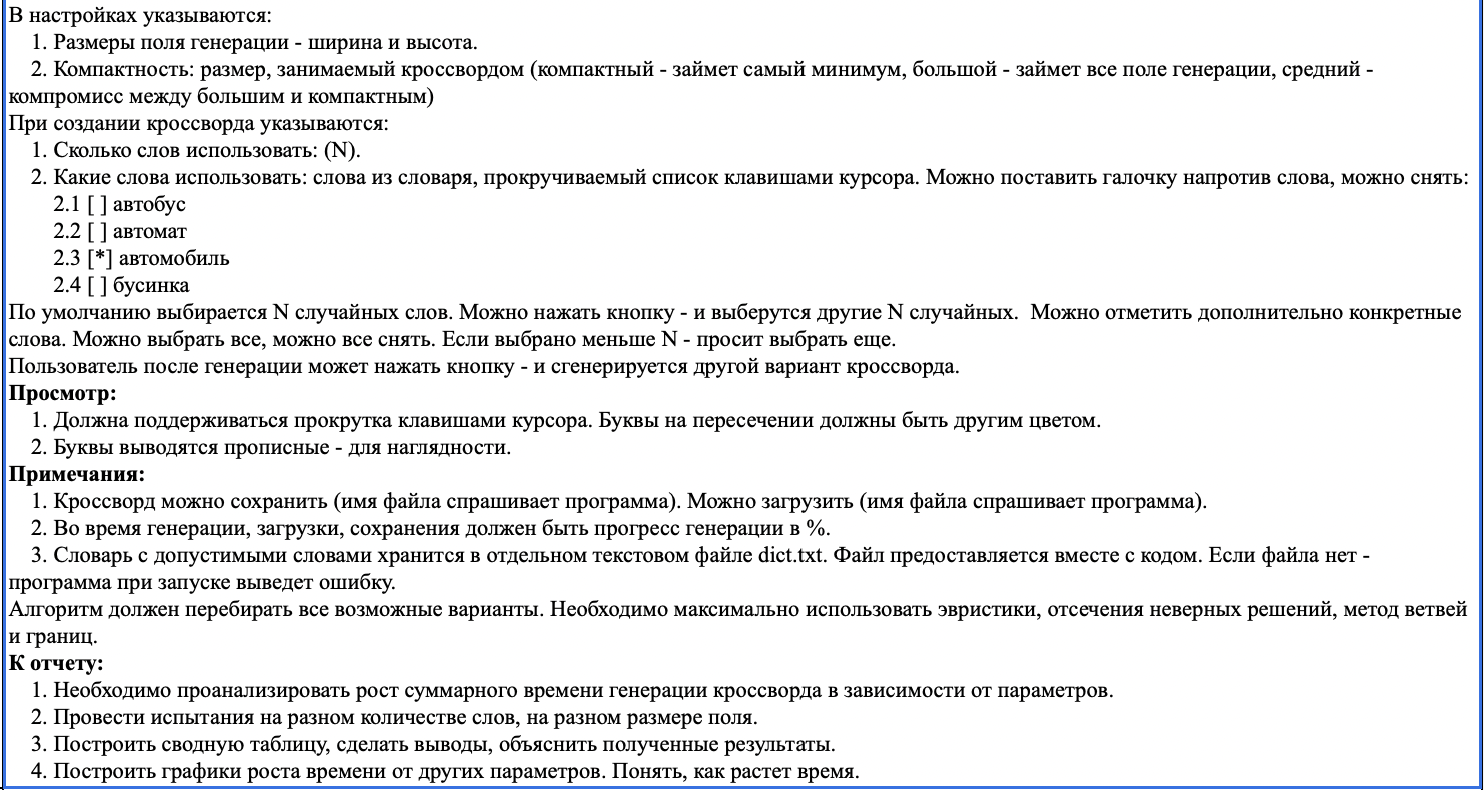 В настройках указываются:
1. Размеры поля генерации - ширина и высота.
2. Компактность: размер, занимаемый кроссвордом (компактный - займет самый минимум, большой - займет все поле генерации, средний -
компромисс между большим и компактным)
При создании кроссворда указываются:
1. Сколько слов использовать: (N).
2. Какие слова использовать: слова из словаря, прокручиваемый список клавишами курсора. Можно поставить галочку напротив слова, можно снять:
2.1 [ ] автобус
2.2 [ ] автомат
2.3 [*] автомобиль
2.4 [ ] бусинка
По умолчанию выбирается N случайных слов. Можно нажать кнопку - и выберутся другие N случайных. Можно отметить дополнительно конкретные
слова. Можно выбрать все, можно все снять. Если выбрано меньше N - просит выбрать еще.
Пользователь после генерации может нажать кнопку - и сгенерируется другой вариант кроссворда.
Просмотр:
1. Должна поддерживаться прокрутка клавишами курсора. Буквы на пересечении должны быть другим цветом.
2. Буквы выводятся прописные - для наглядности.
Примечания:
1. Кроссворд можно сохранить (имя файла спрашивает программа). Можно загрузить (имя файла спрашивает программа).
2. Во время генерации, загрузки, сохранения должен быть прогресс генерации в %.
3. Словарь с допустимыми словами хранится в отдельном текстовом файле dict.txt. Файл предоставляется вместе с кодом. Если файла нет -
программа при запуске выведет ошибку.
Алгоритм должен перебирать все возможные варианты. Необходимо максимально использовать эвристики, отсечения неверных решений, метод ветвей
и границ.
К отчету:
1. Необходимо проанализировать рост суммарного времени генерации кроссворда в зависимости от параметров.
2. Провести испытания на разном количестве слов, на разном размере поля.
3. Построить сводную таблицу, сделать выводы, объяснить полученные результаты.
4. Построить графики роста времени от других параметров. Понять, как растет время.